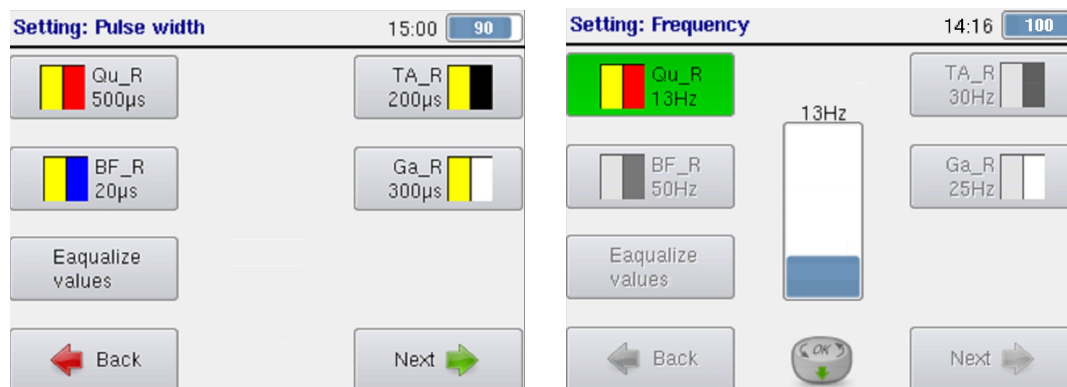 Setting: Pulse width
15:00
90
Qu_R
500µs
TA_R
200µs
BF_R
20µs
Ga_R
300µs
Eaqualize
values
Back
Next
Setting: Frequency
14:16
100
Qu_R
13Hz
13Hz
TA_R
30Hz
BF_R
50Hz
Ga_R
25Hz
Eaqualize
values
Back
OK
Next